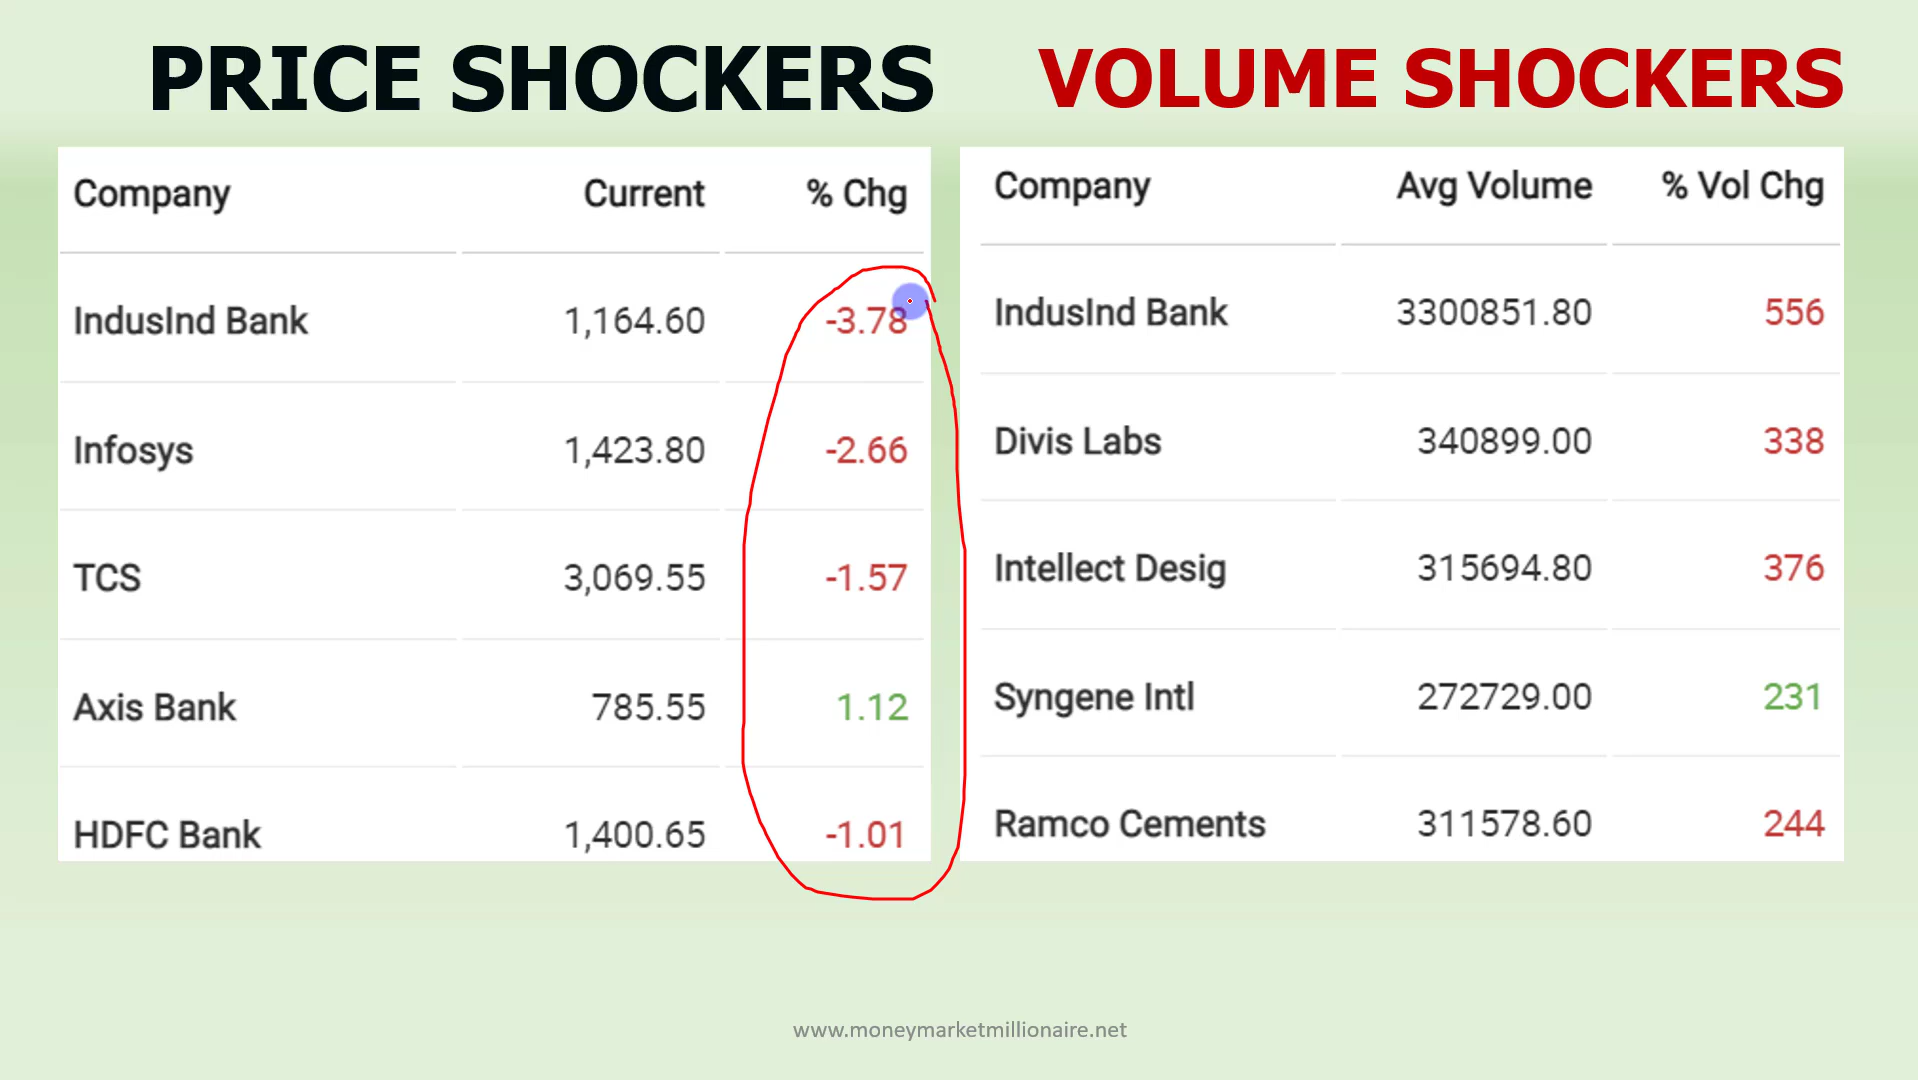 PRICE SHOCKERS
Company Current % Chg
IndusInd Bank 1,164.60 -3.78
Infosys 1,423.80 -2.66
TCS 3,069.55 -1.57
Axis Bank 785.55 1.12
HDFC Bank 1,400.65 -1.01
VOLUME SHOCKERS
Company Avg Volume % Vol Chg
IndusInd Bank 3300851.80 556
Divis Labs 340899.00 338
Intellect Desig 315694.80 376
Syngene Intl 272729.00 231
Ramco Cements 311578.60 244
www.moneymarketmillionaire.net